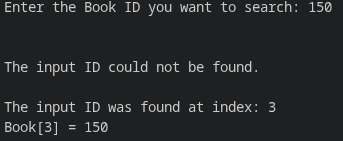 Enter the Book ID you want to search: 150
The input ID could not be found.
The input ID was found at index: 3
Book[3] = 150